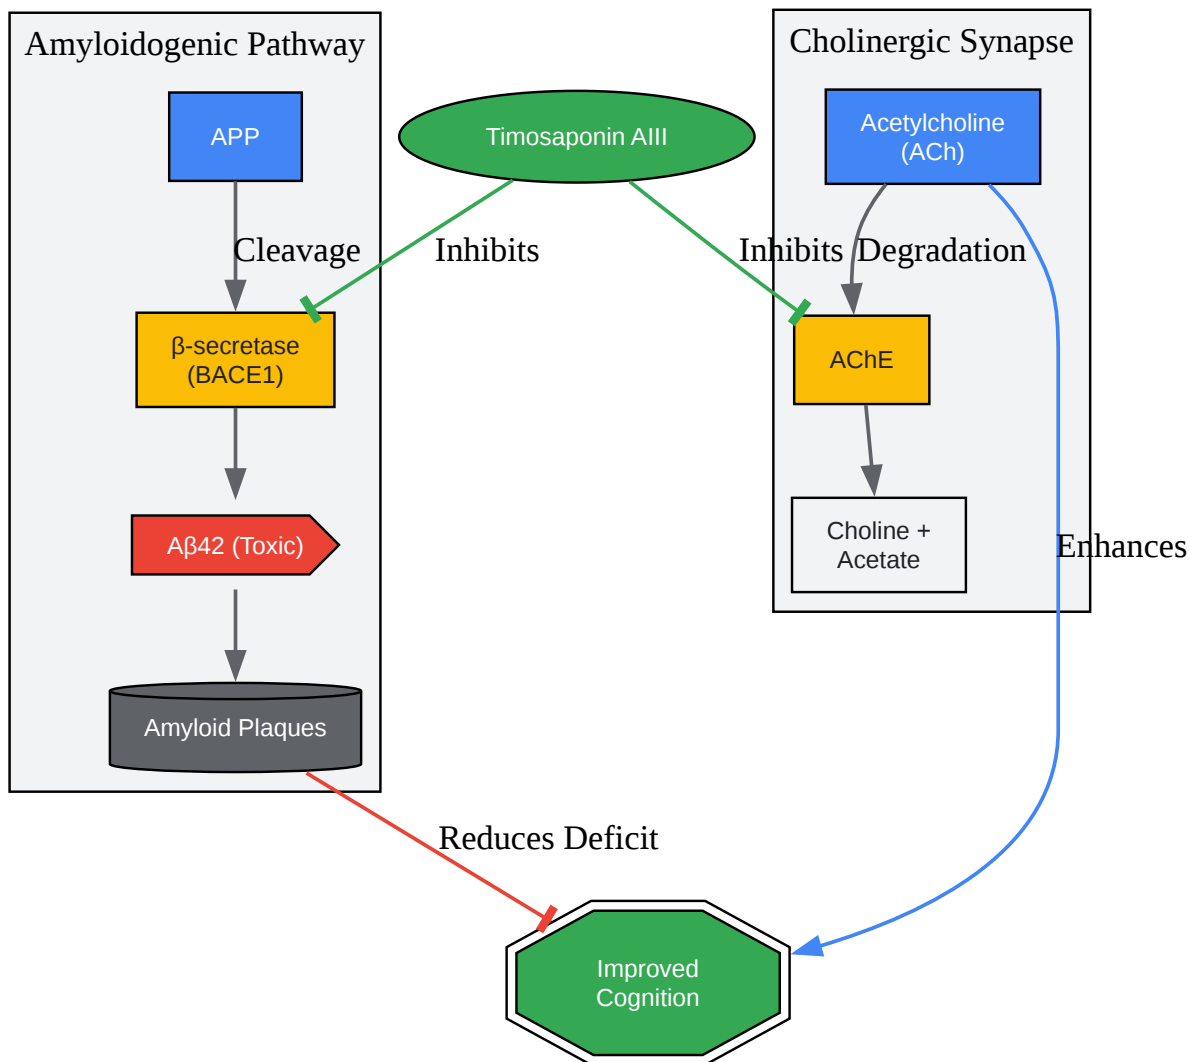 Amyloidogenic Pathway
Cholinergic Synapse
APP
Timosaponin AIII
Acetylcholine
(ACh)
Cleavage
Inhibits
Inhibits
Degradation
β-secretase
(BACE1)
AChE
Aβ42 (Toxic)
Choline +
Acetate
Enhances
Amyloid Plaques
Reduces Deficit
Improved
Cognition